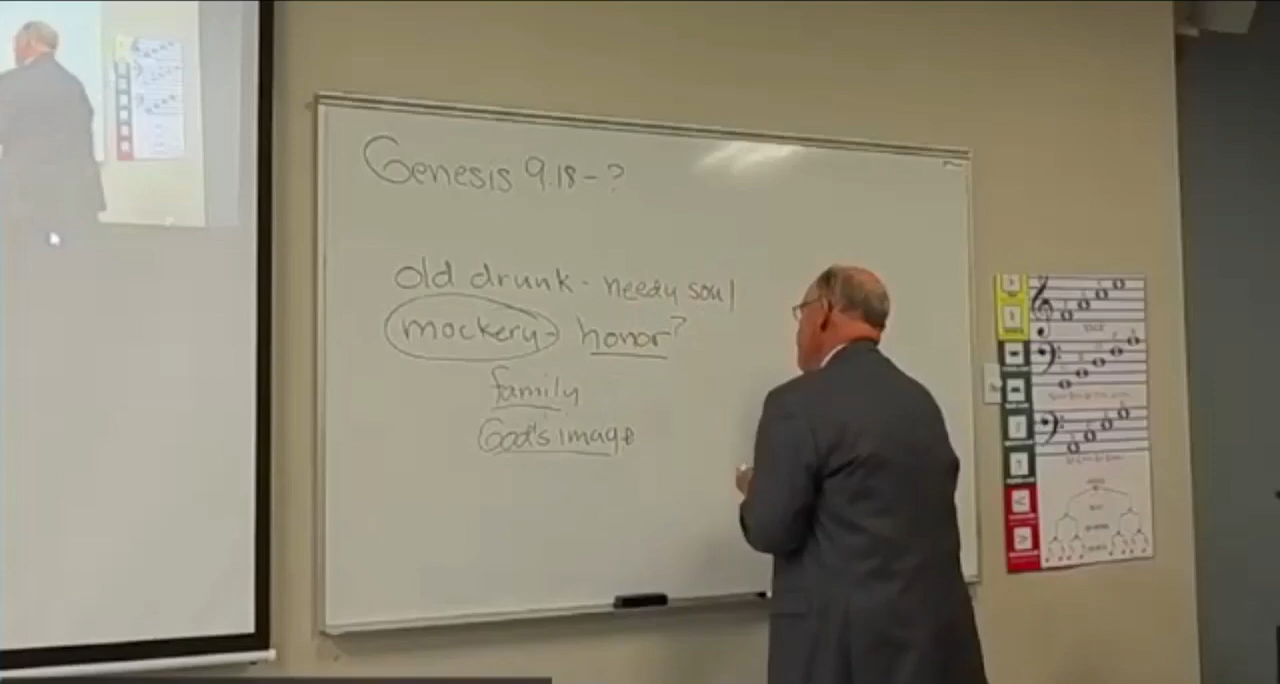 Genesis 9.18-?
old drunk - needy soul
mockery - honor?
family
God's image